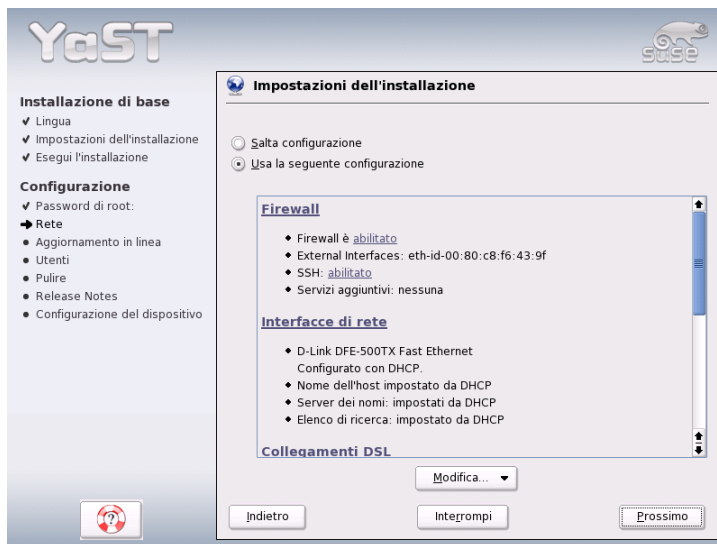 YaST
SUSE
Installazione di base
Lingua
Impostazioni dell'installazione
Esegui l'installazione
Configurazione
Password di root:
Rete
Aggiornamento in linea
Utenti
Pulire
Release Notes
Configurazione del dispositivo
Impostazioni dell'installazione
Salta configurazione
Usa la seguente configurazione
Firewall
Firewall è abilitato
External Interfaces: eth-id-00:80:c8:f6:43:9f
SSH: abilitato
Servizi aggiuntivi: nessuna
Interfacce di rete
D-Link DFE-500TX Fast Ethernet
Configurato con DHCP.
Nome dell'host impostato da DHCP
Server dei nomi: impostati da DHCP
Elenco di ricerca: impostato da DHCP
Collegamenti DSL
Modifica...
Indietro
Interrompi
Prossimo